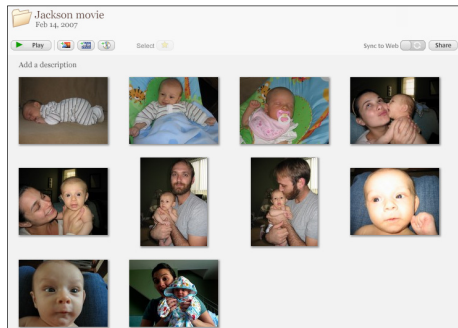 Jackson movie
Feb 14, 2007
Play
Select
Sync to Web
Share
Add a description